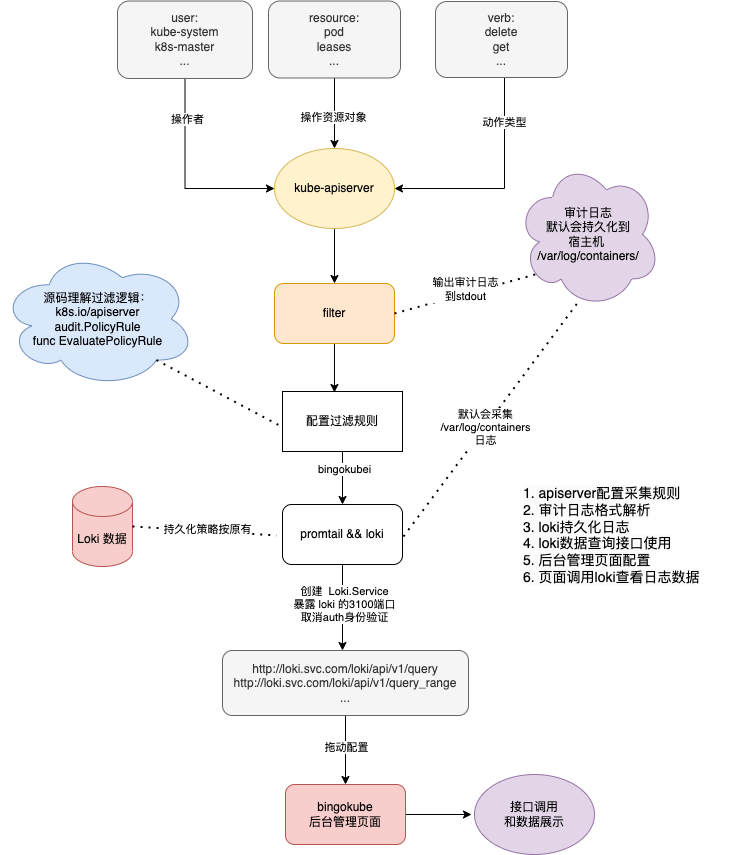 user:
kube-system
k8s-master
...
resource:
pod
leases
...
verb:
delete
get
...
操作者
操作资源对象
动作类型
kube-apiserver
审计日志
默认会持久化到
宿主机
/var/log/containers/
输出审计日志
到stdout
filter
源码理解过滤逻辑：
k8s.io/apiserver
audit.PolicyRule
func EvaluatePolicyRule
配置过滤规则
默认会采集
/var/log/containers
日志
bingokubei
Loki 数据
持久化策略按原有
promtail && loki
1. apiserver配置采集规则
2. 审计日志格式解析
3. loki持久化日志
4. loki数据查询接口使用
5. 后台管理页面配置
6. 页面调用loki查看日志数据
创建 Loki.Service
暴露 loki 的3100端口
取消auth身份验证
http://loki.svc.com/loki/api/v1/query
http://loki.svc.com/loki/api/v1/query_range
...
拖动配置
bingokube
后台管理页面
接口调用
和数据展示